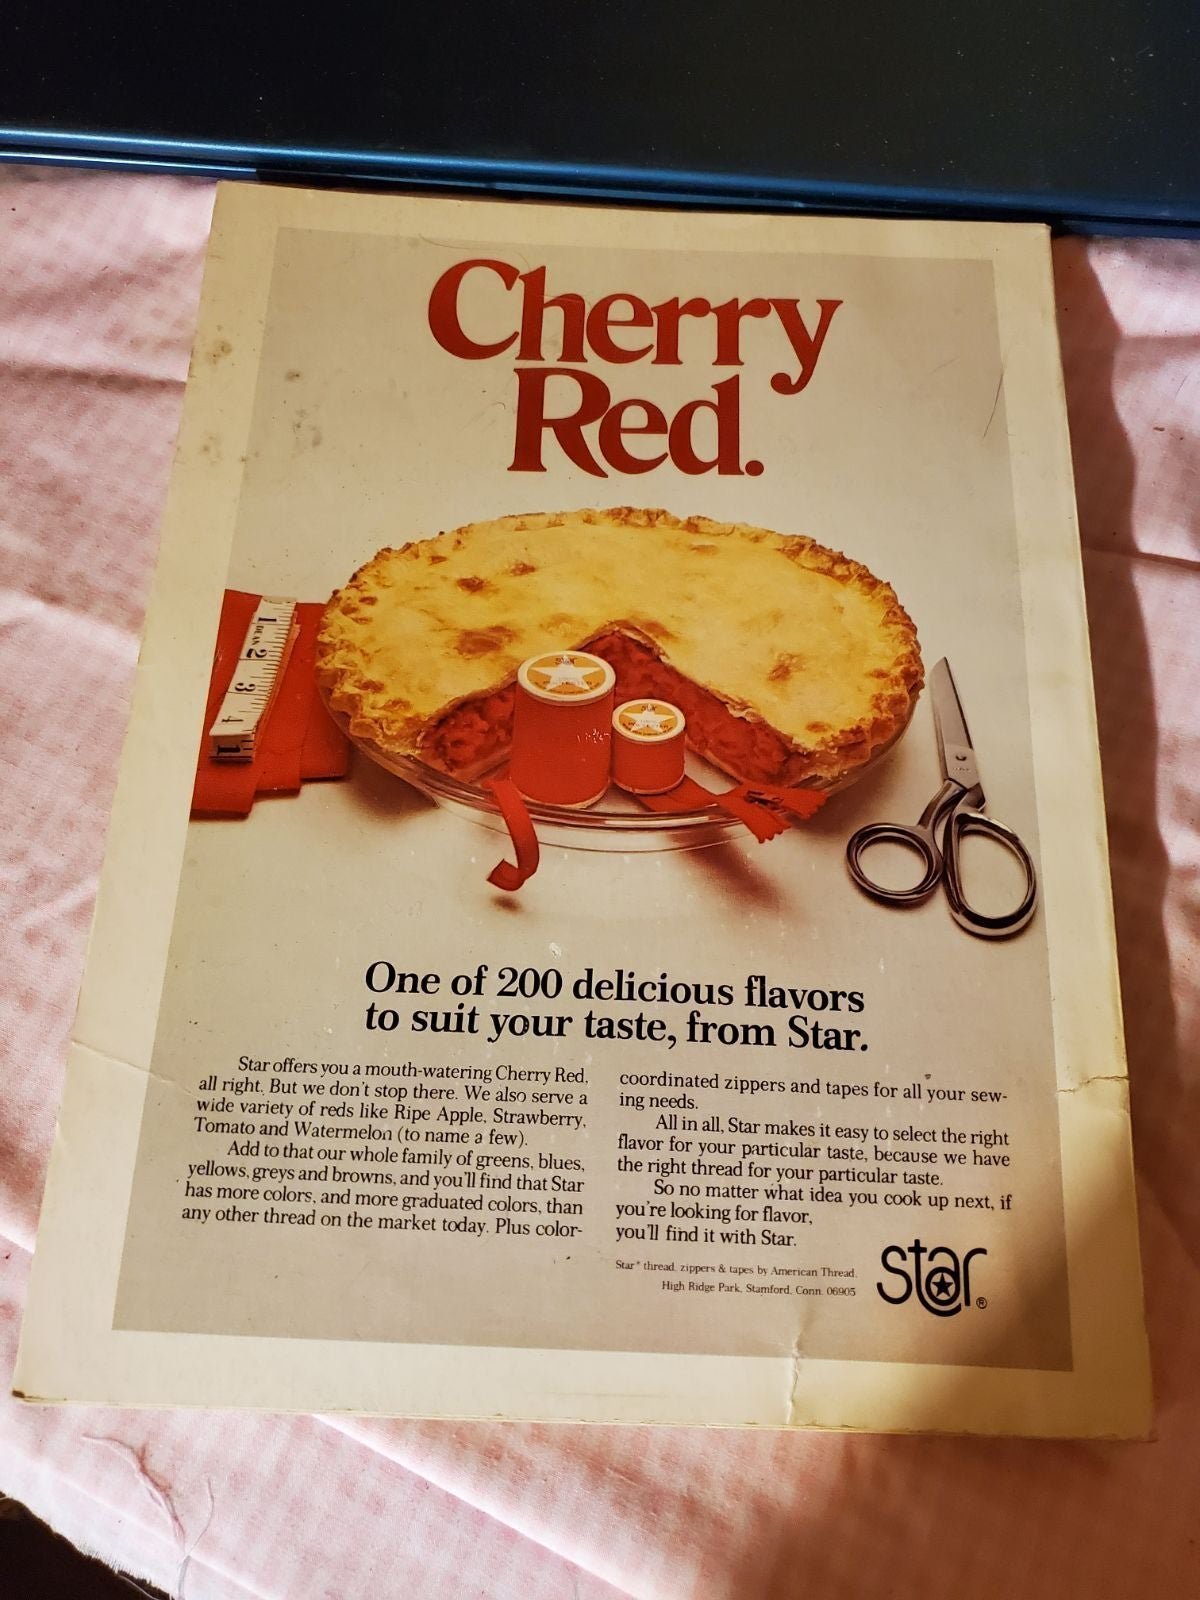 Cherry
Red.
1
DEAN
2
3
4
1
star
star
One of 200 delicious flavors
to suit your taste, from Star.
Star offers you a mouth-watering Cherry Red,
all right. But we don't stop there. We also serve a
wide variety of reds like Ripe Apple, Strawberry,
Tomato and Watermelon (to name a few).
Add to that our whole family of greens, blues,
yellows, greys and browns, and you'll find that Star
has more colors, and more graduated colors, than
any other thread on the market today. Plus color-
coordinated zippers and tapes for all your sew-
ing needs.
All in all, Star makes it easy to select the right
flavor for your particular taste, because we have
the right thread for your particular taste.
So no matter what idea you cook up next, if
you're looking for flavor,
you'll find it with Star.
Star® thread, zippers & tapes by American Thread,
High Ridge Park, Stamford, Conn. 06905
star®